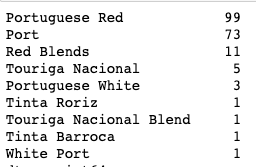 Portuguese Red 99
Port 73
Red Blends 11
Touriga Nacional 5
Portuguese White 3
Tinta Roriz 1
Touriga Nacional Blend 1
Tinta Barroca 1
White Port 1